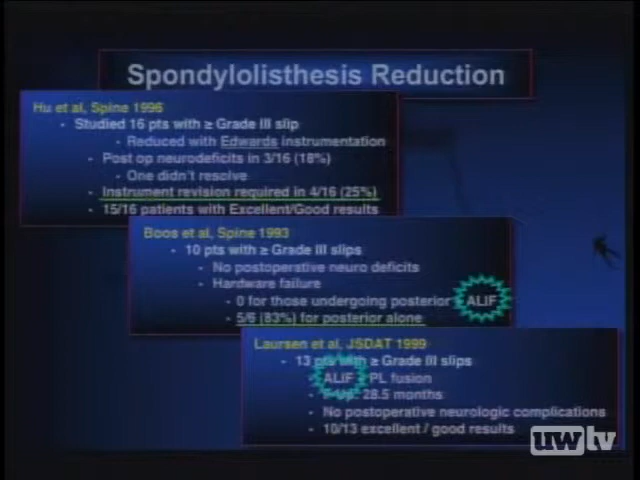 Spondylolisthesis Reduction
Hu et al, Spine 1996
- Studied 16 pts with ≥ Grade III slip
- Reduced with Edwards instrumentation
- Post op neurodeficits in 3/16 (18%)
- One didn't resolve
- Instrument revision required in 4/16 (25%)
- 15/16 patients with Excellent/Good results
Boos et al, Spine 1993
- 10 pts with ≥ Grade III slips
- No postoperative neuro deficits
- Hardware failure
- 0 for those undergoing posterior ALIF
- 5/6 (83%) for posterior alone
Laursen et al, JSDAT 1999
- 13 pts with ≥ Grade III slips
- ALIF PL fusion
- 28.5 months
- No postoperative neurologic complications
- 10/13 excellent / good results
uwtv